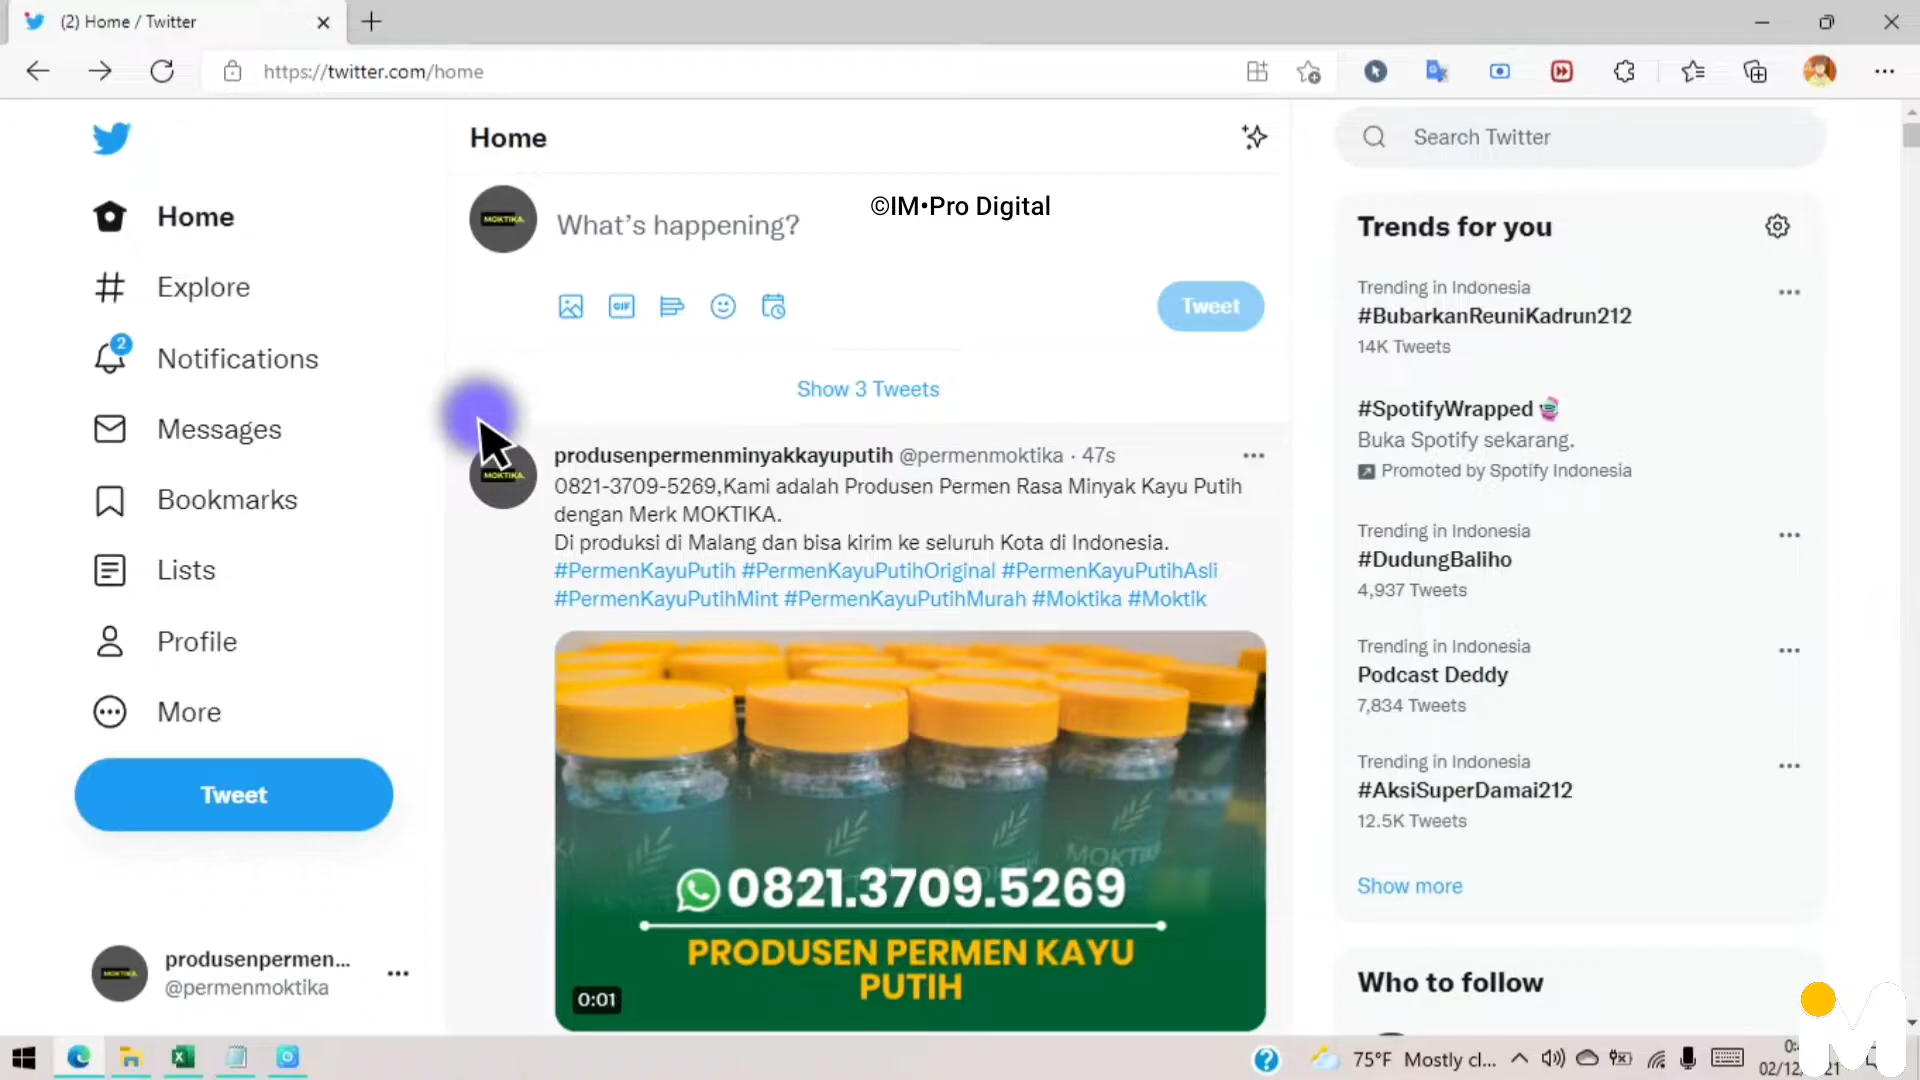 (2) Home / Twitter
https://twitter.com/home
Home
Explore
2
Notifications
Messages
Bookmarks
Lists
Profile
More
Tweet
produsenpermen...
@permenmoktika
Home
©IM•Pro Digital
MOKTIKA.
What's happening?
GIF
Tweet
Show 3 Tweets
MOKTIKA.
produsenpermenminyakkayuputih @permenmoktika · 47s
0821-3709-5269,Kami adalah Produsen Permen Rasa Minyak Kayu Putih
dengan Merk MOKTIKA.
Di produksi di Malang dan bisa kirim ke seluruh Kota di Indonesia.
#PermenKayuPutih #PermenKayuPutihOriginal #PermenKayuPutihAsli
#PermenKayuPutihMint #PermenKayuPutihMurah #Moktika #Moktik
0821.3709.5269
PRODUSEN PERMEN KAYU
PUTIH
0:01
Search Twitter
Trends for you
Trending in Indonesia
#BubarkanReuniKadrun212
14K Tweets
#SpotifyWrapped
Buka Spotify sekarang.
Promoted by Spotify Indonesia
Trending in Indonesia
#DudungBaliho
4,937 Tweets
Trending in Indonesia
Podcast Deddy
7,834 Tweets
Trending in Indonesia
#AksiSuperDamai212
12.5K Tweets
Show more
Who to follow
75°F Mostly cl...